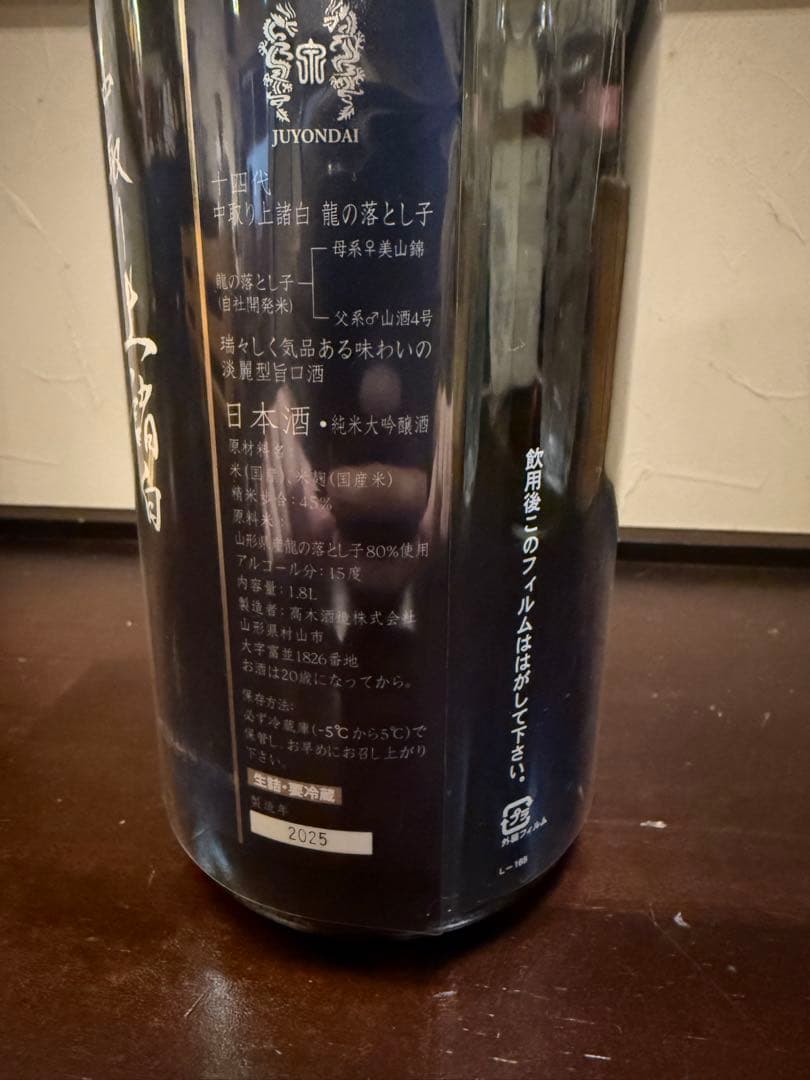 JUYONDAI
十四代
中取り上諸白 龍の落とし子
母系♀美山錦
龍の落とし子
(自社開発米)
父系♂山酒4号
瑞々しく気品ある味わいの
淡麗型旨口酒
日本酒・純米大吟醸酒
原材料名:
米(国産)、米麹(国産米)
精米歩合:45%
原料米:
山形県産龍の落とし子80%使用
アルコール分:15度
内容量:1.8L
製造者:高木酒造株式会社
山形県村山市
大字富並1826番地
お酒は20歳になってから。
保存方法:
必ず冷蔵庫(-5℃から5℃)で
保管し、お早めにお召し上がり
下さい。
生詰・要冷蔵
製造年
2025
中取り上諸白
飲用後このフィルムははがして下さい。
プラ
外装フィルム
L-168